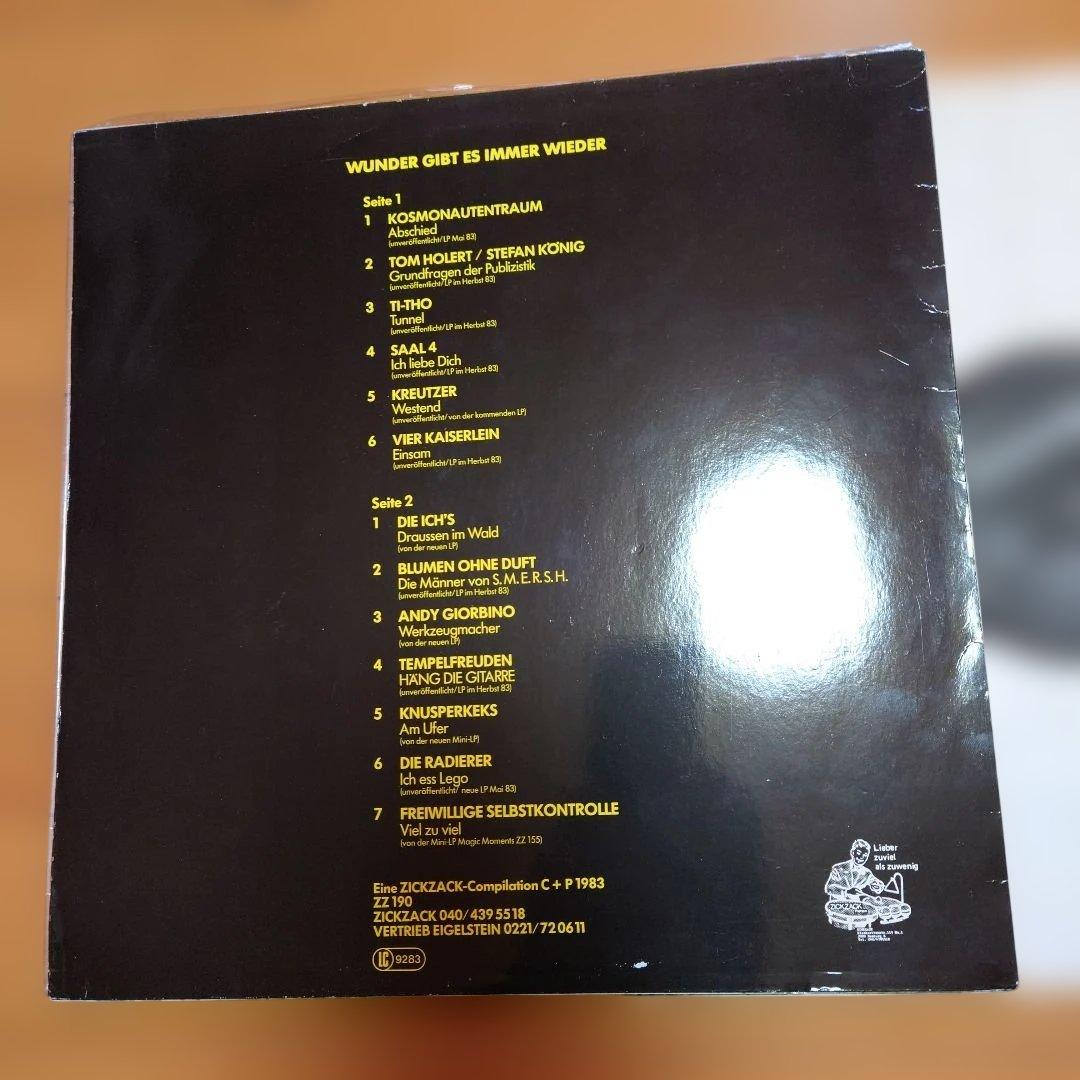 WUNDER GIBT ES IMMER WIEDER
Seite 1
1 KOSMONAUTENTRAUM
Abschied
(unveröffentlicht/LP Mai 83)
2 TOM HOLERT / STEFAN KÖNIG
Grundfragen der Publizistik
(unveröffentlicht/LP im Herbst 83)
3 TI-THO
Tunnel
(unveröffentlicht/LP im Herbst 83)
4 SAAL 4
Ich liebe Dich
(unveröffentlicht/LP im Herbst 83)
5 KREUTZER
Westend
(unveröffentlicht/von der kommenden LP)
6 VIER KAISERLEIN
Einsam
(unveröffentlicht/LP im Herbst 83)
Seite 2
1 DIE ICH'S
Draussen im Wald
(von der neuen LP)
2 BLUMEN OHNE DUFT
Die Männer von S.M.E.R.S.H.
(unveröffentlicht/LP im Herbst 83)
3 ANDY GIORBINO
Werkzeugmacher
(von der neuen LP)
4 TEMPELFREUDEN
HÄNG DIE GITARRE
(unveröffentlicht/LP im Herbst 83)
5 KNUSPERKEKS
Am Ufer
(von der neuen Mini-LP)
6 DIE RADIERER
Ich ess Lego
(unveröffentlicht/ neue LP Mai 83)
7 FREIWILLIGE SELBSTKONTROLLE
Viel zu viel
(von der Mini-LP Magic Moments ZZ 155)
Eine ZICKZACK-Compilation C + P 1983
ZZ 190
ZICKZACK 040/439 55 18
VERTRIEB EIGELSTEIN 0221/72 06 11
LC 9283
Lieber
zuviel
als zuwenig
ZICKZACK